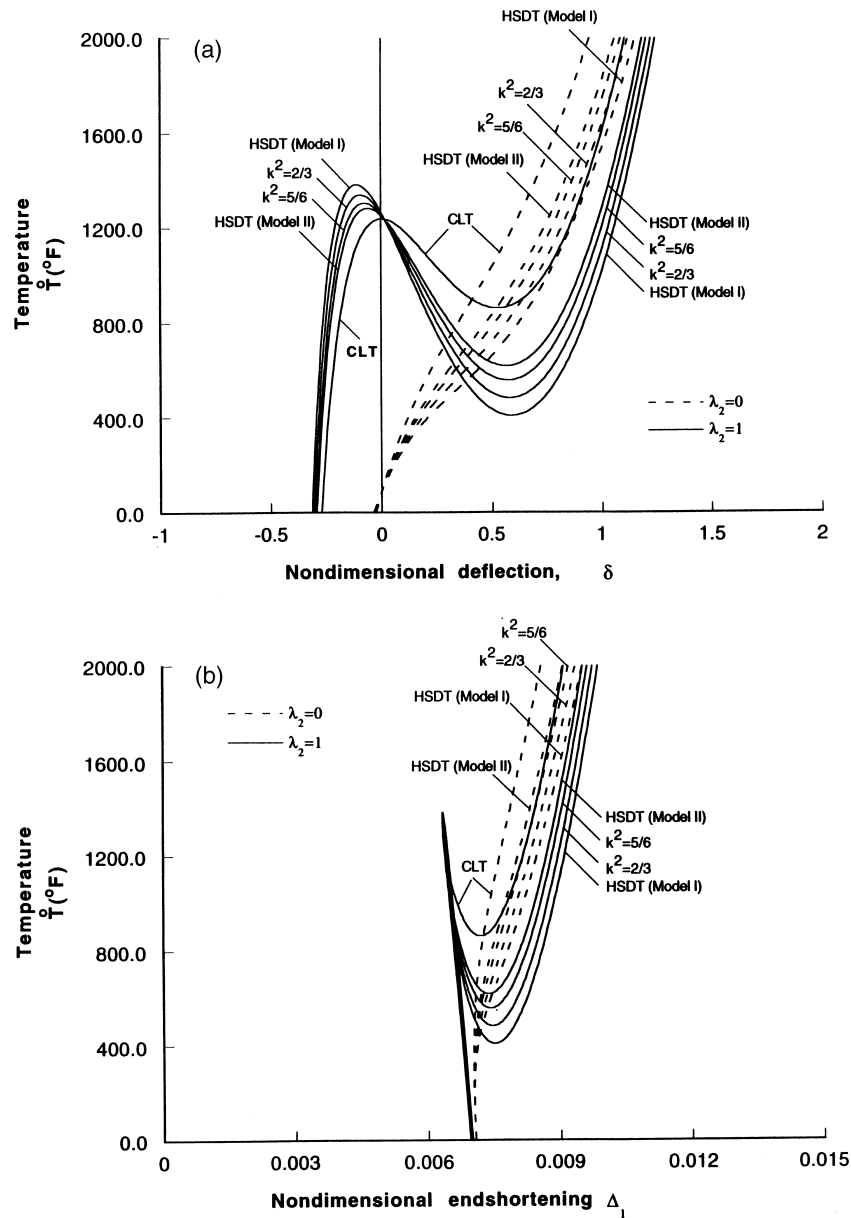 (a)
HSDT (Model I)
2000.0
k²=2/3
1600.0
k²=5/6
HSDT (Model I)
HSDT (Model II)
k²=2/3
k²=5/6
CLT
HSDT (Model II)
HSDT (Model II)
1200.0
k²=5/6
k²=2/3
HSDT (Model I)
Temperature
T̊(°F)
800.0
CLT
λ₂=0
400.0
λ₂=1
0.0
-1
-0.5
0
0.5
1
1.5
2
Nondimensional deflection, δ
k²=5/6
(b)
k²=2/3
2000.0
HSDT (Model I)
λ₂=0
λ₂=1
1600.0
HSDT (Model II)
HSDT (Model II)
k²=5/6
1200.0
CLT
k²=2/3
HSDT (Model I)
Temperature
T̊(°F)
800.0
400.0
0.0
0
0.003
0.006
0.009
0.012
0.015
Nondimensional endshortening Δ₁